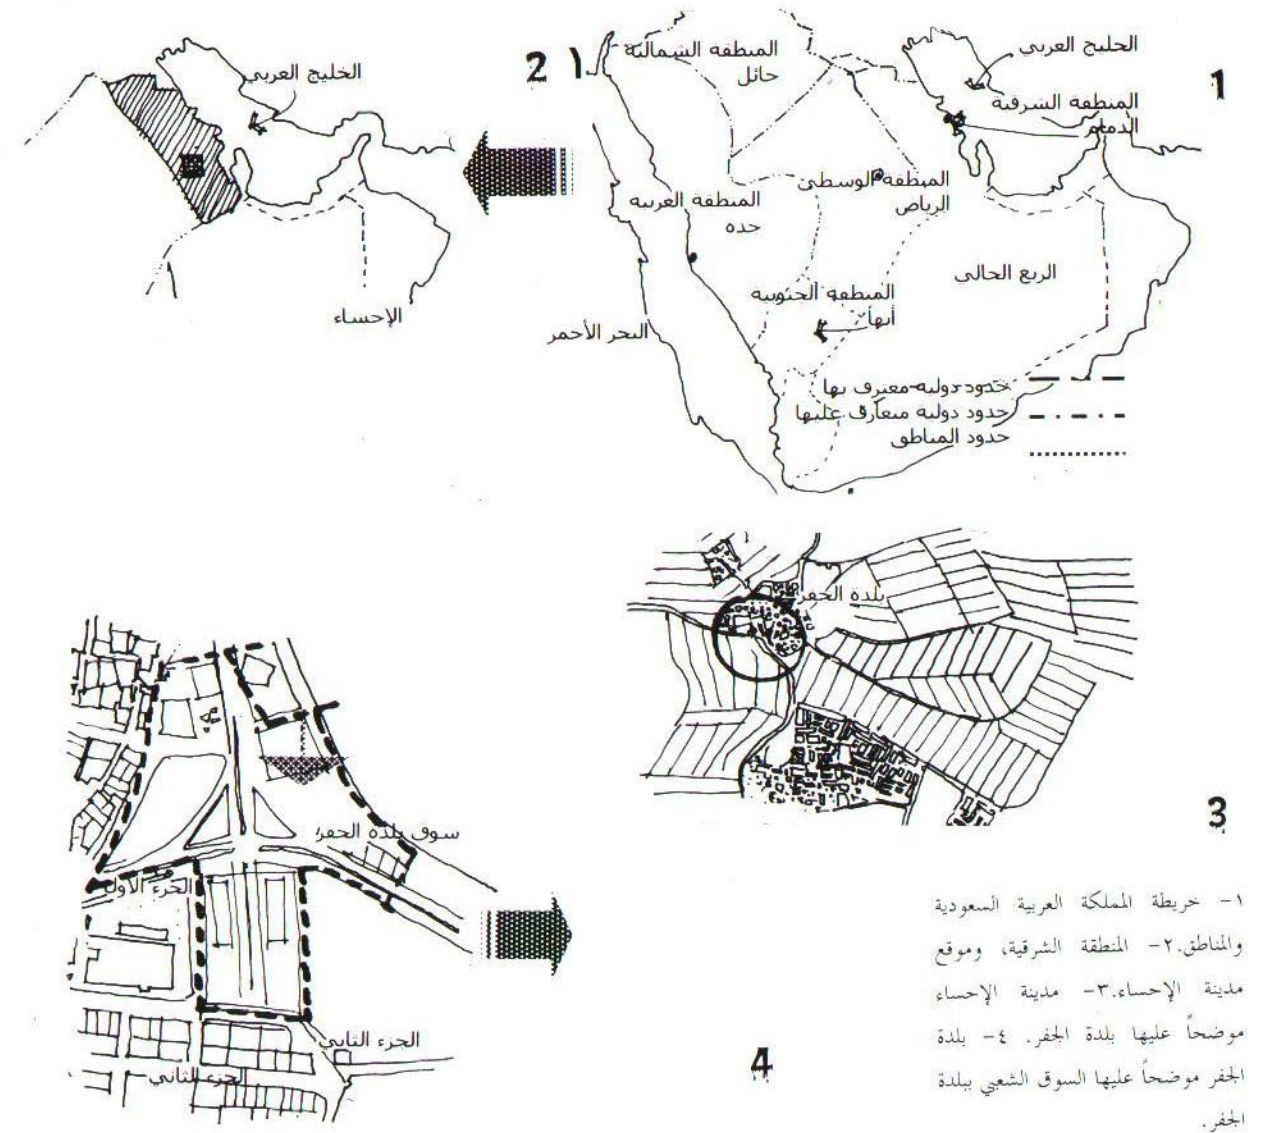 1
الخليج العربي
المنطقة الشرقية
الدمام
المنطقة الشمالية
حائل
المنطقة الوسطى
الرياض
المنطقة الغربية
جده
الربع الخالي
المنطقة الجنوبية
أبها
البحر الأحمر
حدود دولية معترف بها
حدود دولية متعارف عليها
حدود المناطق
2
الخليج العربي
الإحساء
3
بلدة الجفر
سوق بلدة الجفر
الجزء الأول
الجزء الثاني
الجزء الثاني
4
١- خريطة المملكة العربية السعودية
والمناطق.٢- المنطقة الشرقية، وموقع
مدينة الإحساء.٣- مدينة الإحساء
موضحاً عليها بلدة الجفر. ٤- بلدة
الجفر موضحاً عليها السوق الشعبي ببلدة
الجفر.